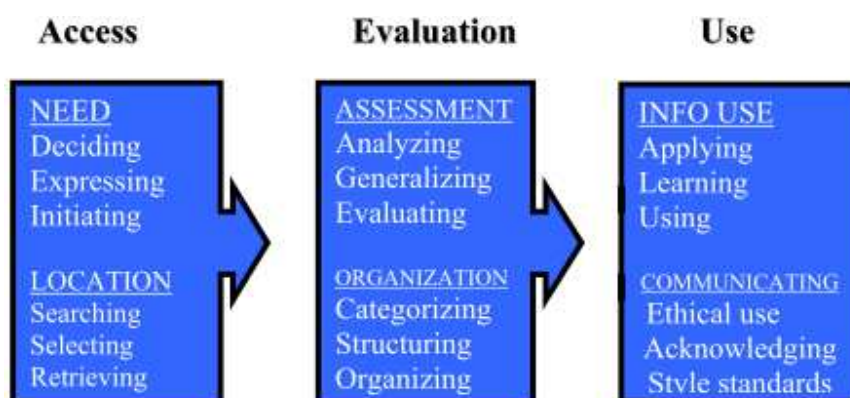 Access
Evaluation
Use
NEED
Deciding
Expressing
Initiating
LOCATION
Searching
Selecting
Retrieving
ASSESSMENT
Analyzing
Generalizing
Evaluating
ORGANIZATION
Categorizing
Structuring
Organizing
INFO USE
Applying
Learning
Using
COMMUNICATING
Ethical use
Acknowledging
Style standards